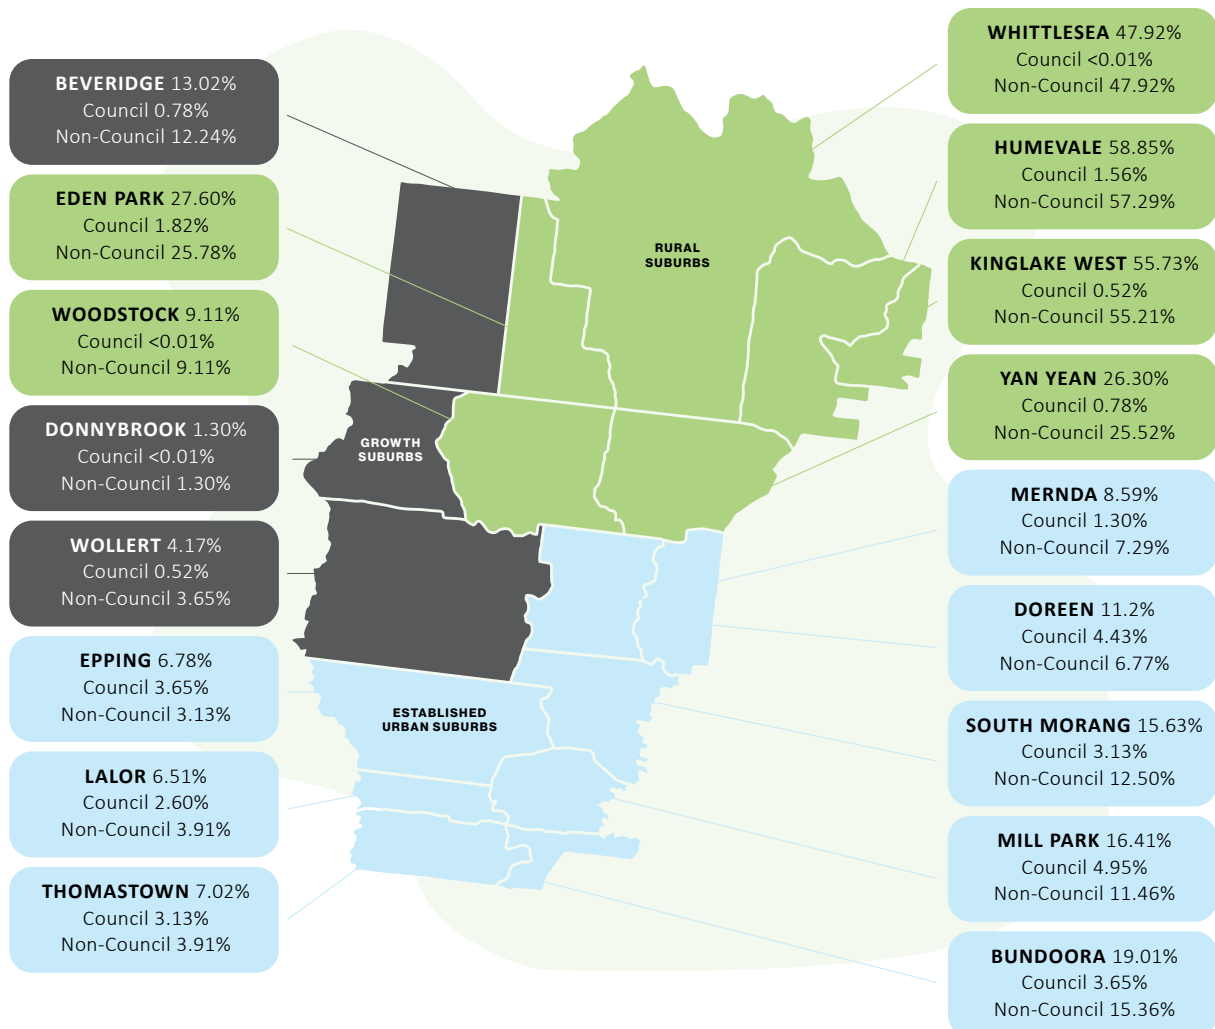 BEVERIDGE 13.02%
Council 0.78%
Non-Council 12.24%
EDEN PARK 27.60%
Council 1.82%
Non-Council 25.78%
WOODSTOCK 9.11%
Council <0.01%
Non-Council 9.11%
DONNYBROOK 1.30%
Council <0.01%
Non-Council 1.30%
WOLLERT 4.17%
Council 0.52%
Non-Council 3.65%
EPPING 6.78%
Council 3.65%
Non-Council 3.13%
LALOR 6.51%
Council 2.60%
Non-Council 3.91%
THOMASTOWN 7.02%
Council 3.13%
Non-Council 3.91%
RURAL
SUBURBS
GROWTH
SUBURBS
ESTABLISHED
URBAN SUBURBS
WHITTLESEA 47.92%
Council <0.01%
Non-Council 47.92%
HUMEVALE 58.85%
Council 1.56%
Non-Council 57.29%
KINGLAKE WEST 55.73%
Council 0.52%
Non-Council 55.21%
YAN YEAN 26.30%
Council 0.78%
Non-Council 25.52%
MERNDA 8.59%
Council 1.30%
Non-Council 7.29%
DOREEN 11.2%
Council 4.43%
Non-Council 6.77%
SOUTH MORANG 15.63%
Council 3.13%
Non-Council 12.50%
MILL PARK 16.41%
Council 4.95%
Non-Council 11.46%
BUNDOORA 19.01%
Council 3.65%
Non-Council 15.36%